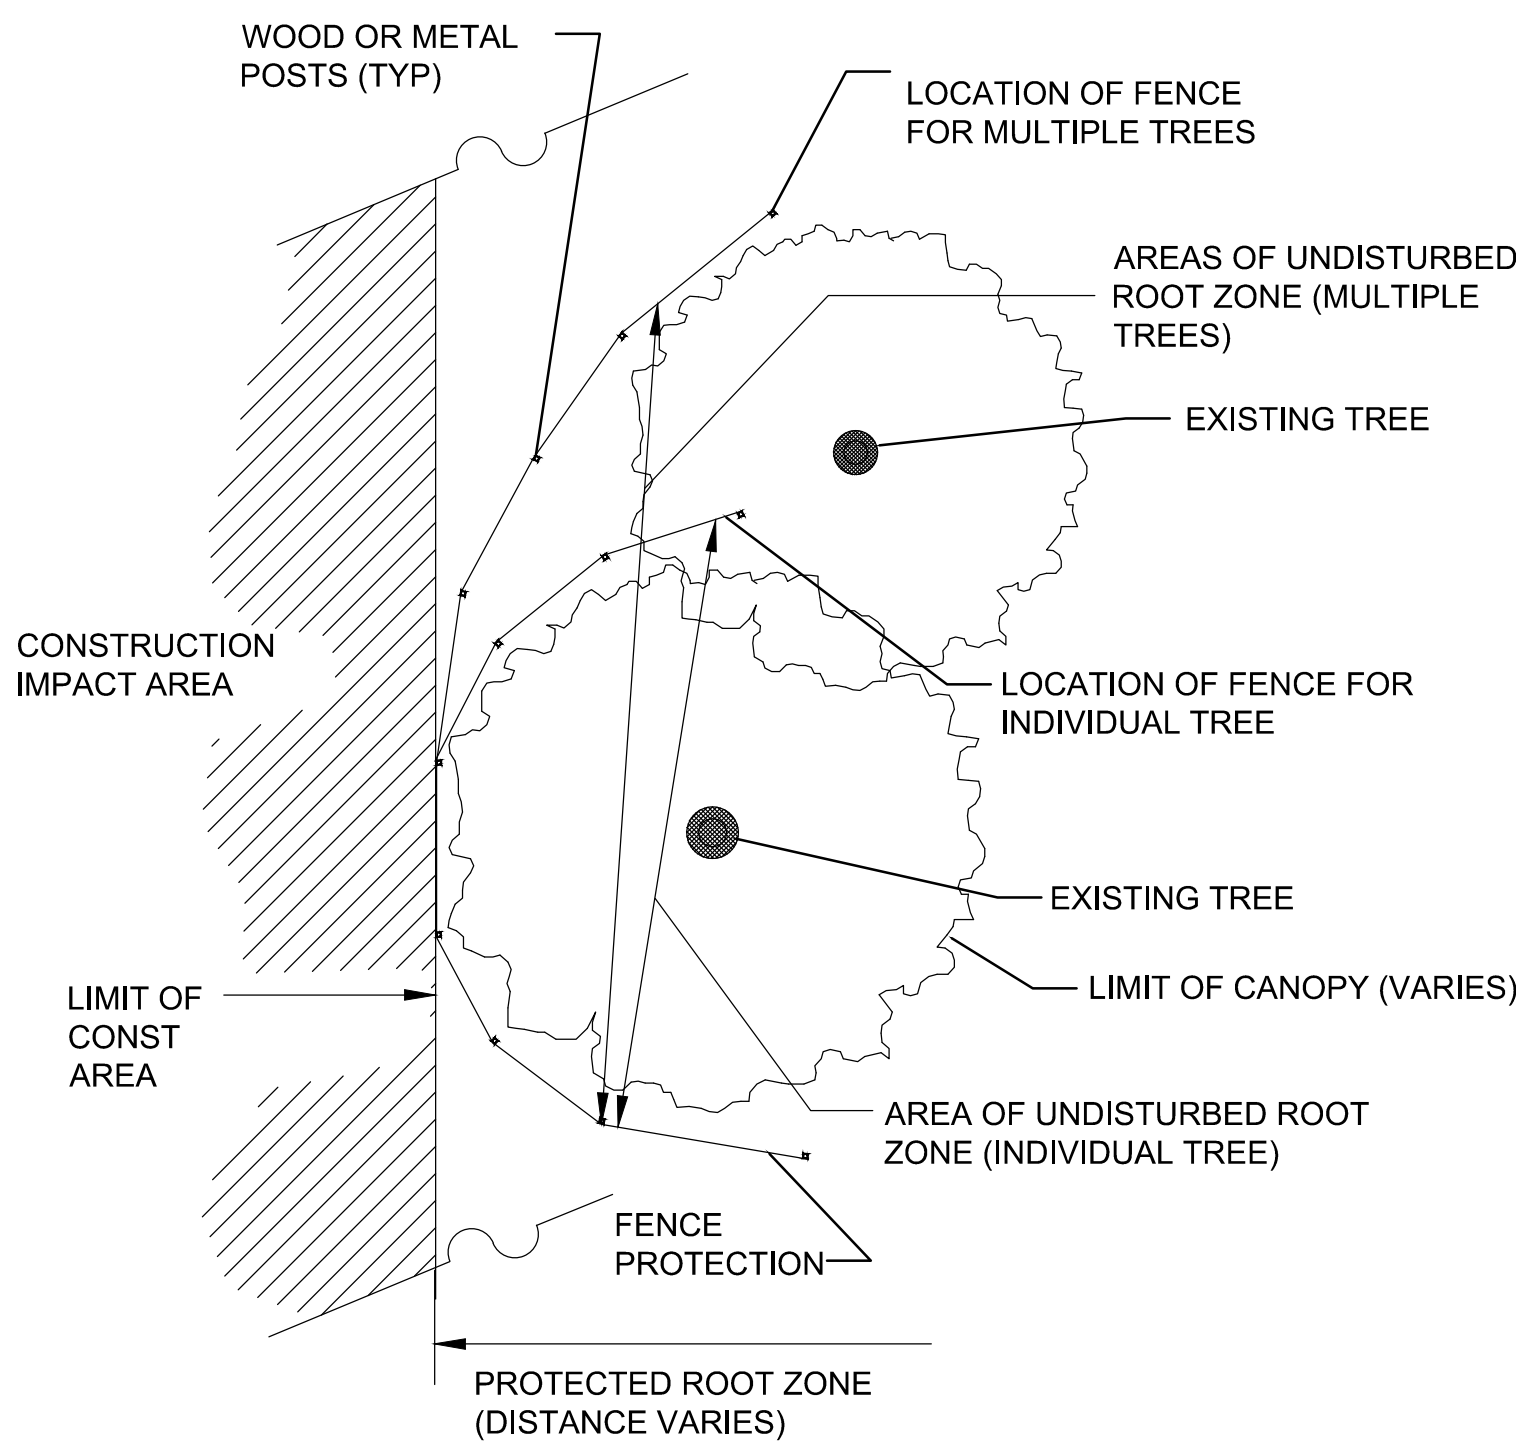 WOOD OR METAL
POSTS (TYP)
LOCATION OF FENCE
FOR MULTIPLE TREES
AREAS OF UNDISTURBED
ROOT ZONE (MULTIPLE
TREES)
EXISTING TREE
CONSTRUCTION
IMPACT AREA
LOCATION OF FENCE FOR
INDIVIDUAL TREE
EXISTING TREE
LIMIT OF CANOPY (VARIES)
LIMIT OF
CONST
AREA
AREA OF UNDISTURBED ROOT
ZONE (INDIVIDUAL TREE)
FENCE
PROTECTION
PROTECTED ROOT ZONE
(DISTANCE VARIES)